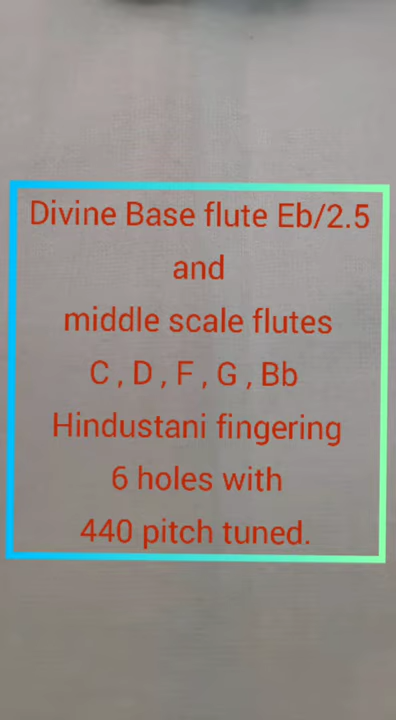 Divine Base flute Eb/2.5
and
middle scale flutes
C , D , F , G , Bb
Hindustani fingering
6 holes with
440 pitch tuned.